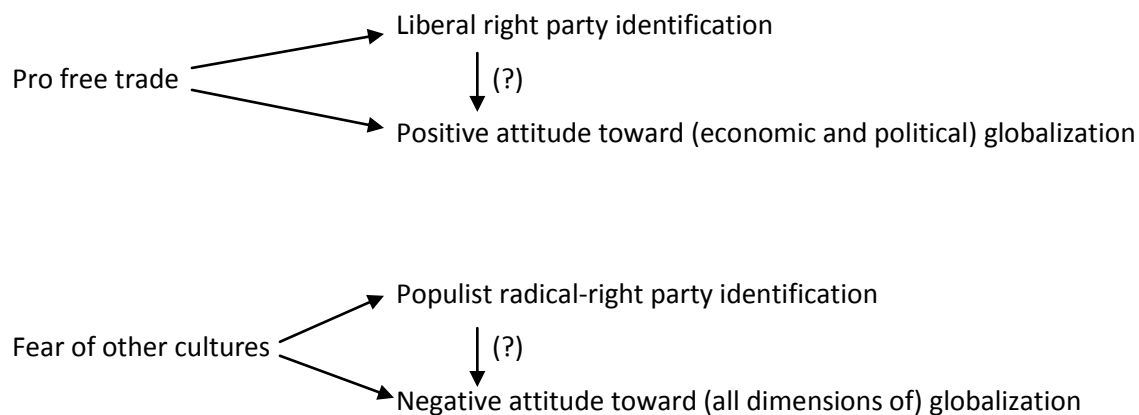 Liberal right party identification
(?)
Pro free trade
Positive attitude toward (economic and political) globalization
Populist radical-right party identification
(?)
Fear of other cultures
Negative attitude toward (all dimensions of) globalization